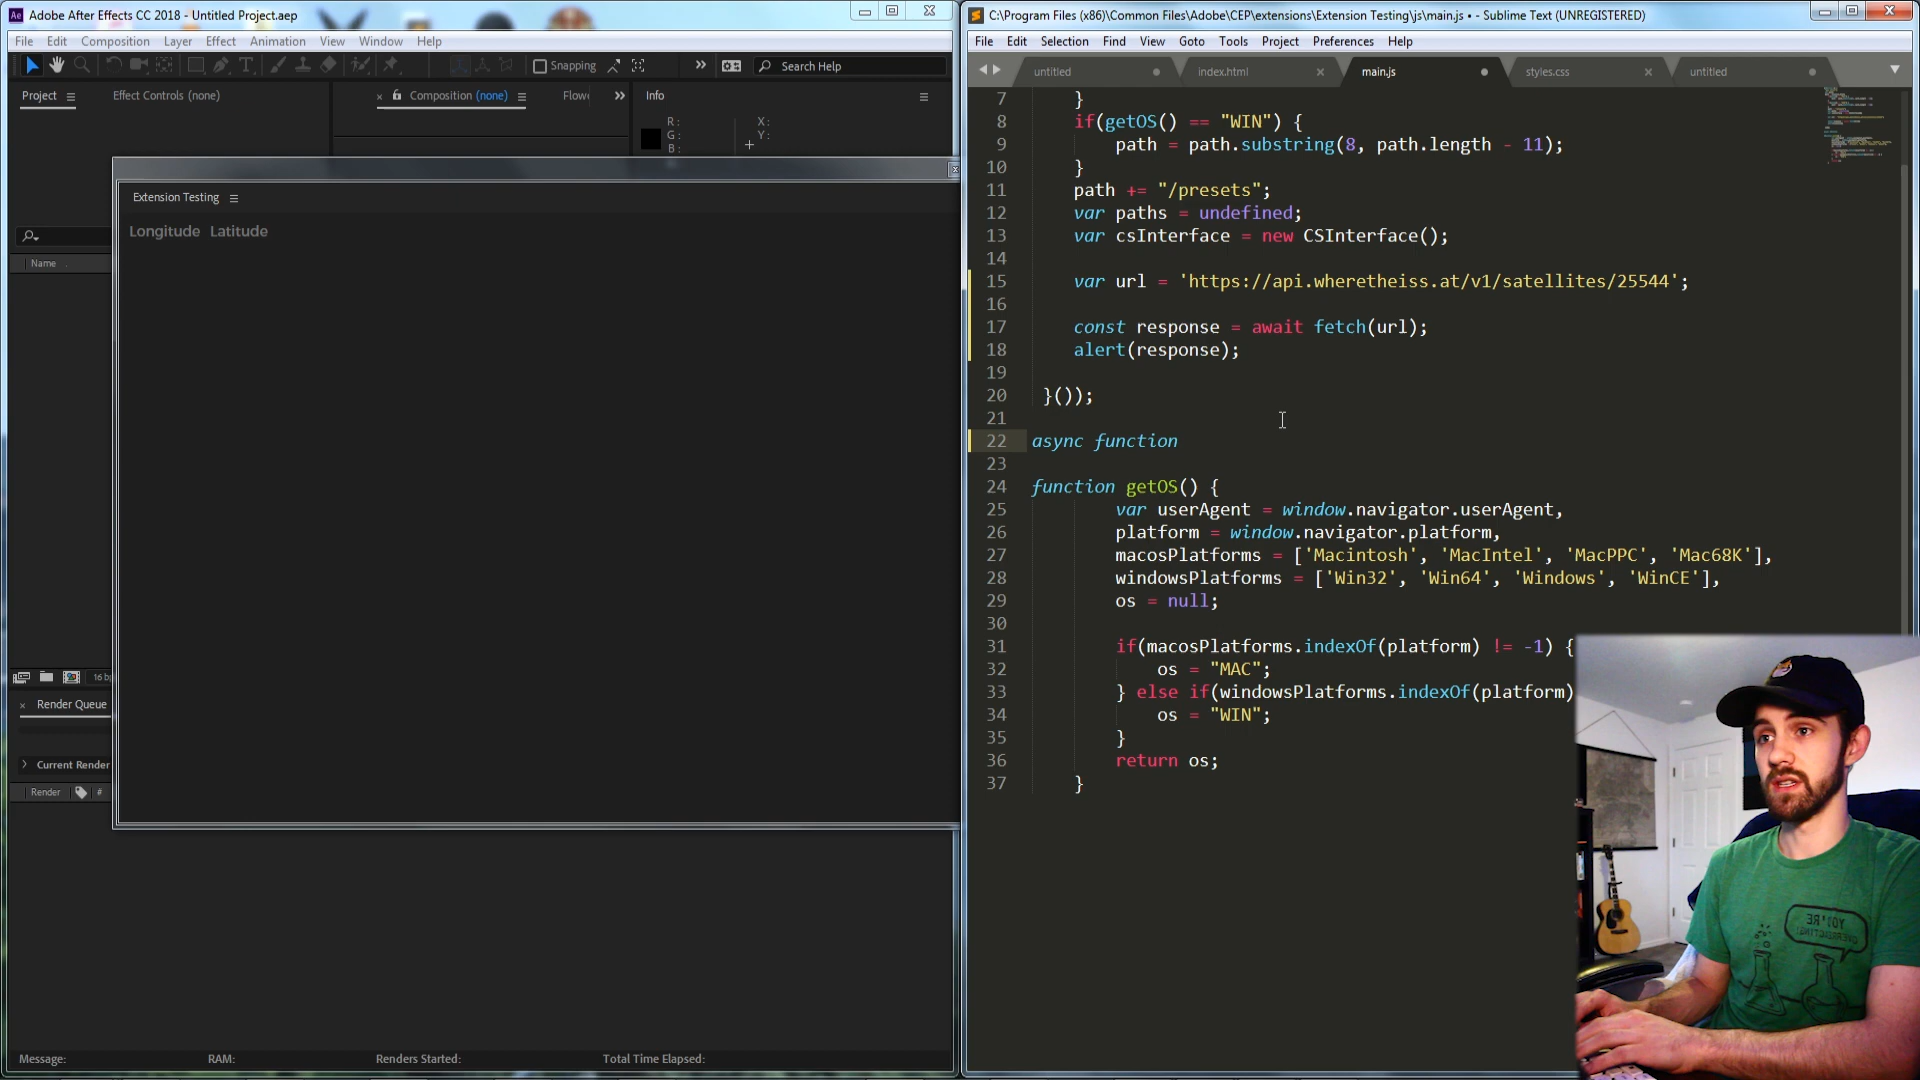 Adobe After Effects CC 2018 - Untitled Project.aep
File Edit Composition Layer Effect Animation View Window Help
Snapping
Search Help
Project
Effect Controls (none)
Composition (none)
Info
R:
G:
B:
X:
Y:
Extension Testing
Longitude Latitude
Name
Render Queue
Current Render
Render #
Message: RAM: Renders Started: Total Time Elapsed:
C:\Program Files (x86)\Common Files\Adobe\CEP\extensions\Extension Testing\js\main.js • - Sublime Text (UNREGISTERED)
File Edit Selection Find View Goto Tools Project Preferences Help
untitled index.html main.js styles.css untitled
7 }
8 if(getOS() == "WIN") {
9 path = path.substring(8, path.length - 11);
10 }
11 path += "/presets";
12 var paths = undefined;
13 var csInterface = new CSInterface();
14
15 var url = 'https://api.wheretheiss.at/v1/satellites/25544';
16
17 const response = await fetch(url);
18 alert(response);
19
20 }());
21
22 async function
23
24 function getOS() {
25 var userAgent = window.navigator.userAgent,
26 platform = window.navigator.platform,
27 macosPlatforms = ['Macintosh', 'MacIntel', 'MacPPC', 'Mac68K'],
28 windowsPlatforms = ['Win32', 'Win64', 'Windows', 'WinCE'],
29 os = null;
30
31 if(macosPlatforms.indexOf(platform) != -1) {
32 os = "MAC";
33 } else if(windowsPlatforms.indexOf(platform)
34 os = "WIN";
35 }
36 return os;
37 }
YOU'RE
OVERREACTING!